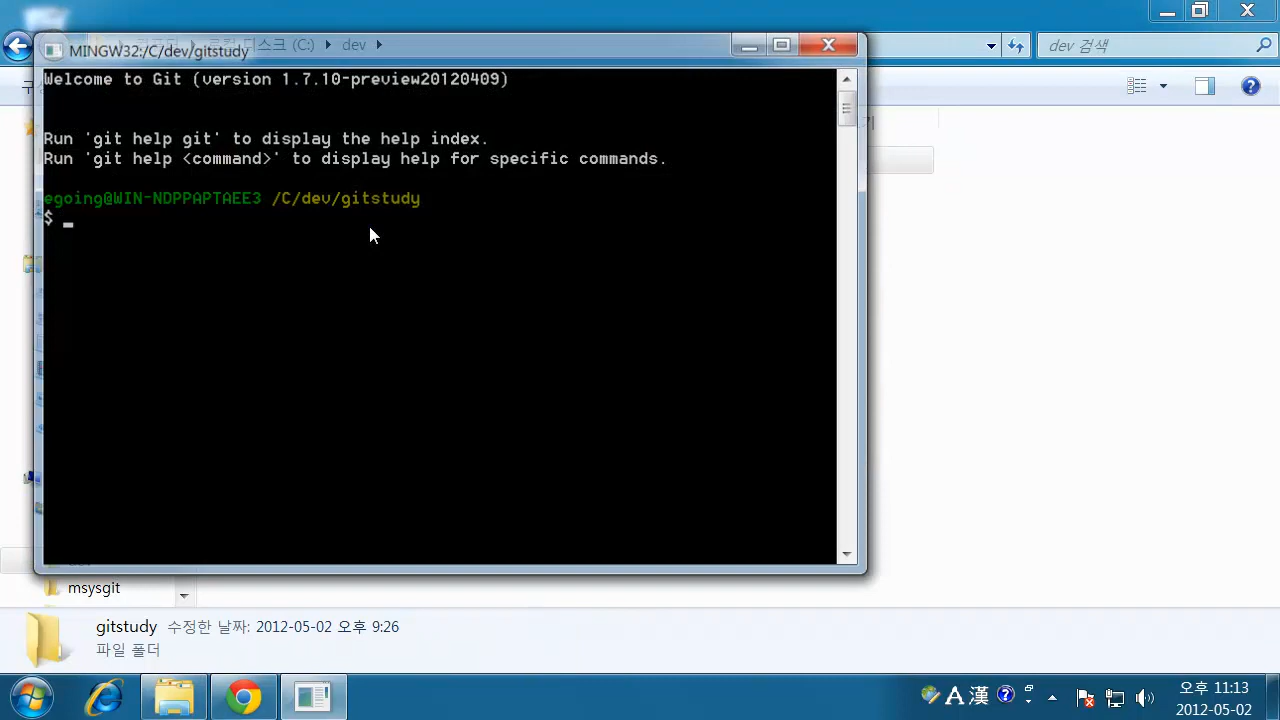 MINGW32:/C/dev/gitstudy
디스크 (C:) ▸ dev ▸
dev 검색
Welcome to Git (version 1.7.10-preview20120409)
Run 'git help git' to display the help index.
Run 'git help <command>' to display help for specific commands.
egoing@WIN-NDPPAPTAEE3 /C/dev/gitstudy
$ _
msysgit
gitstudy 수정한 날짜: 2012-05-02 오후 9:26
파일 폴더
A 漢
오후 11:13
2012-05-02